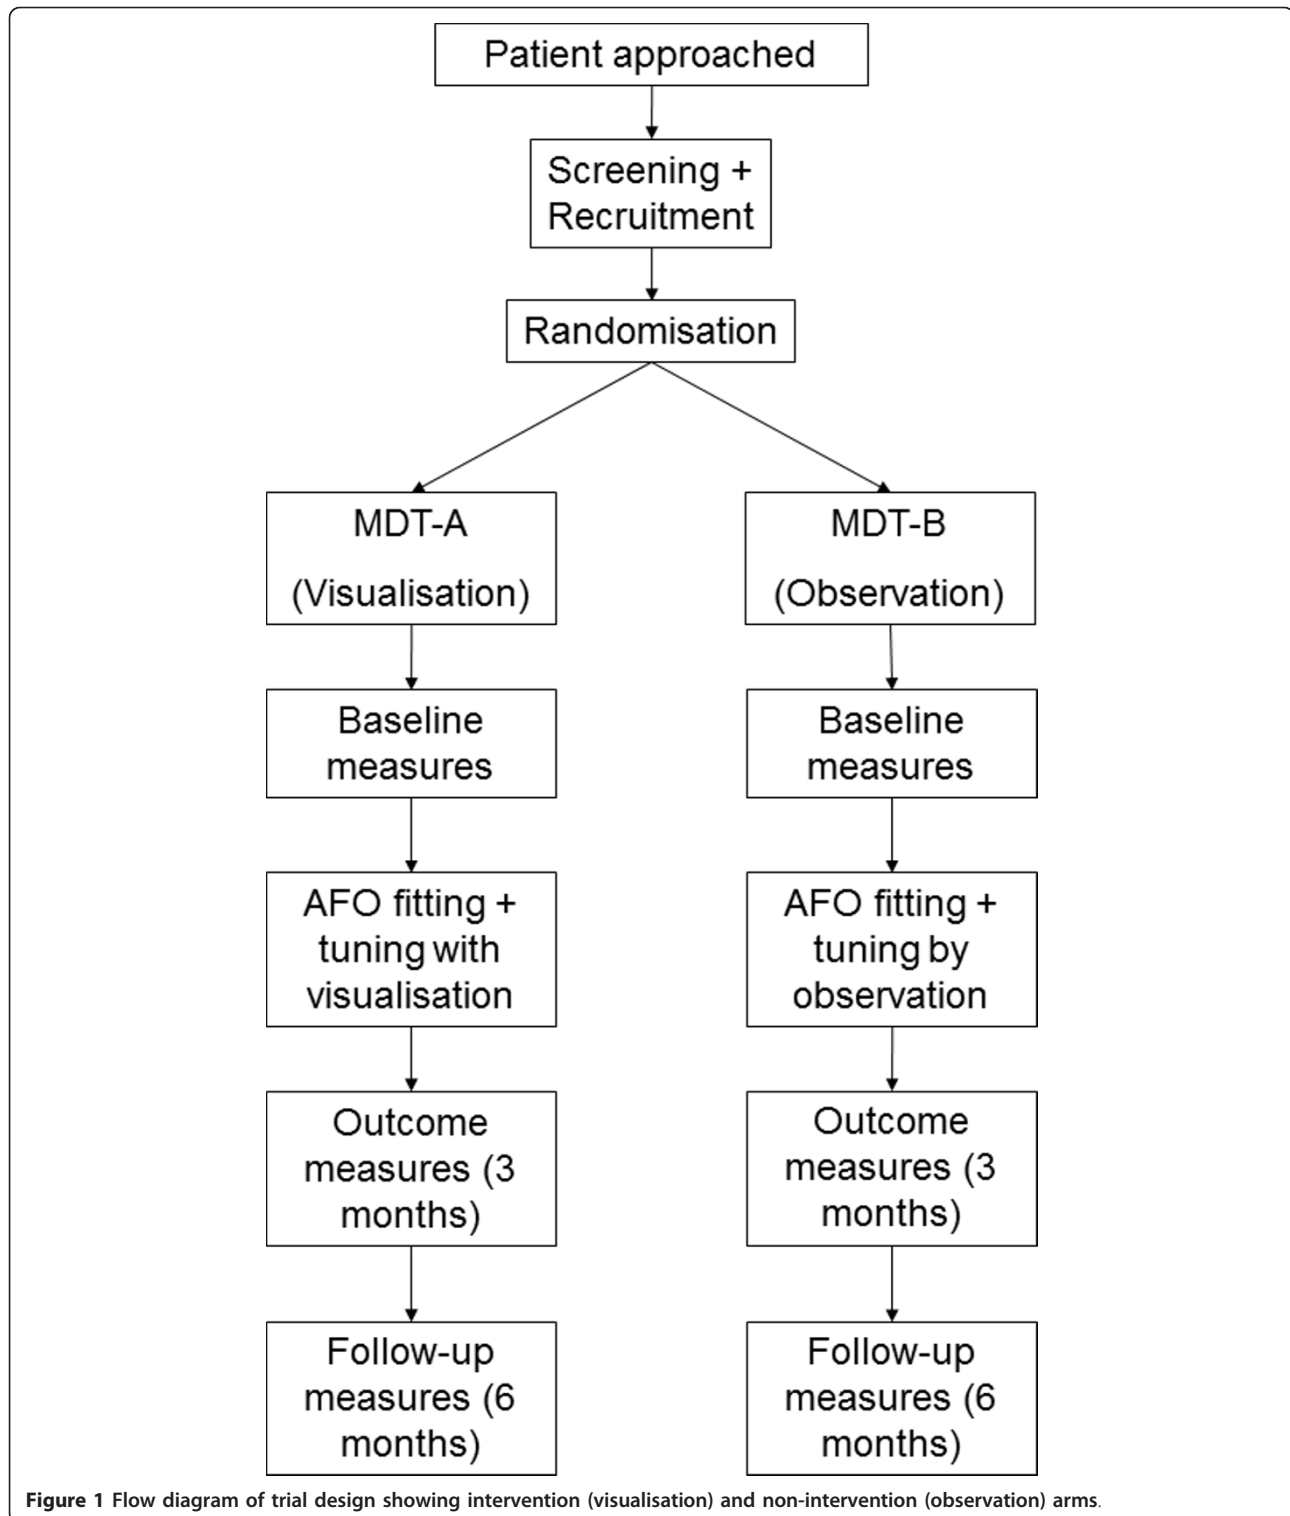 Patient approached
Screening +
Recruitment
Randomisation
MDT-A
(Visualisation)
MDT-B
(Observation)
Baseline
measures
Baseline
measures
AFO fitting +
tuning with
visualisation
AFO fitting +
tuning by
observation
Outcome
measures (3
months)
Outcome
measures (3
months)
Follow-up
measures (6
months)
Follow-up
measures (6
months)
Figure 1 Flow diagram of trial design showing intervention (visualisation) and non-intervention (observation) arms.